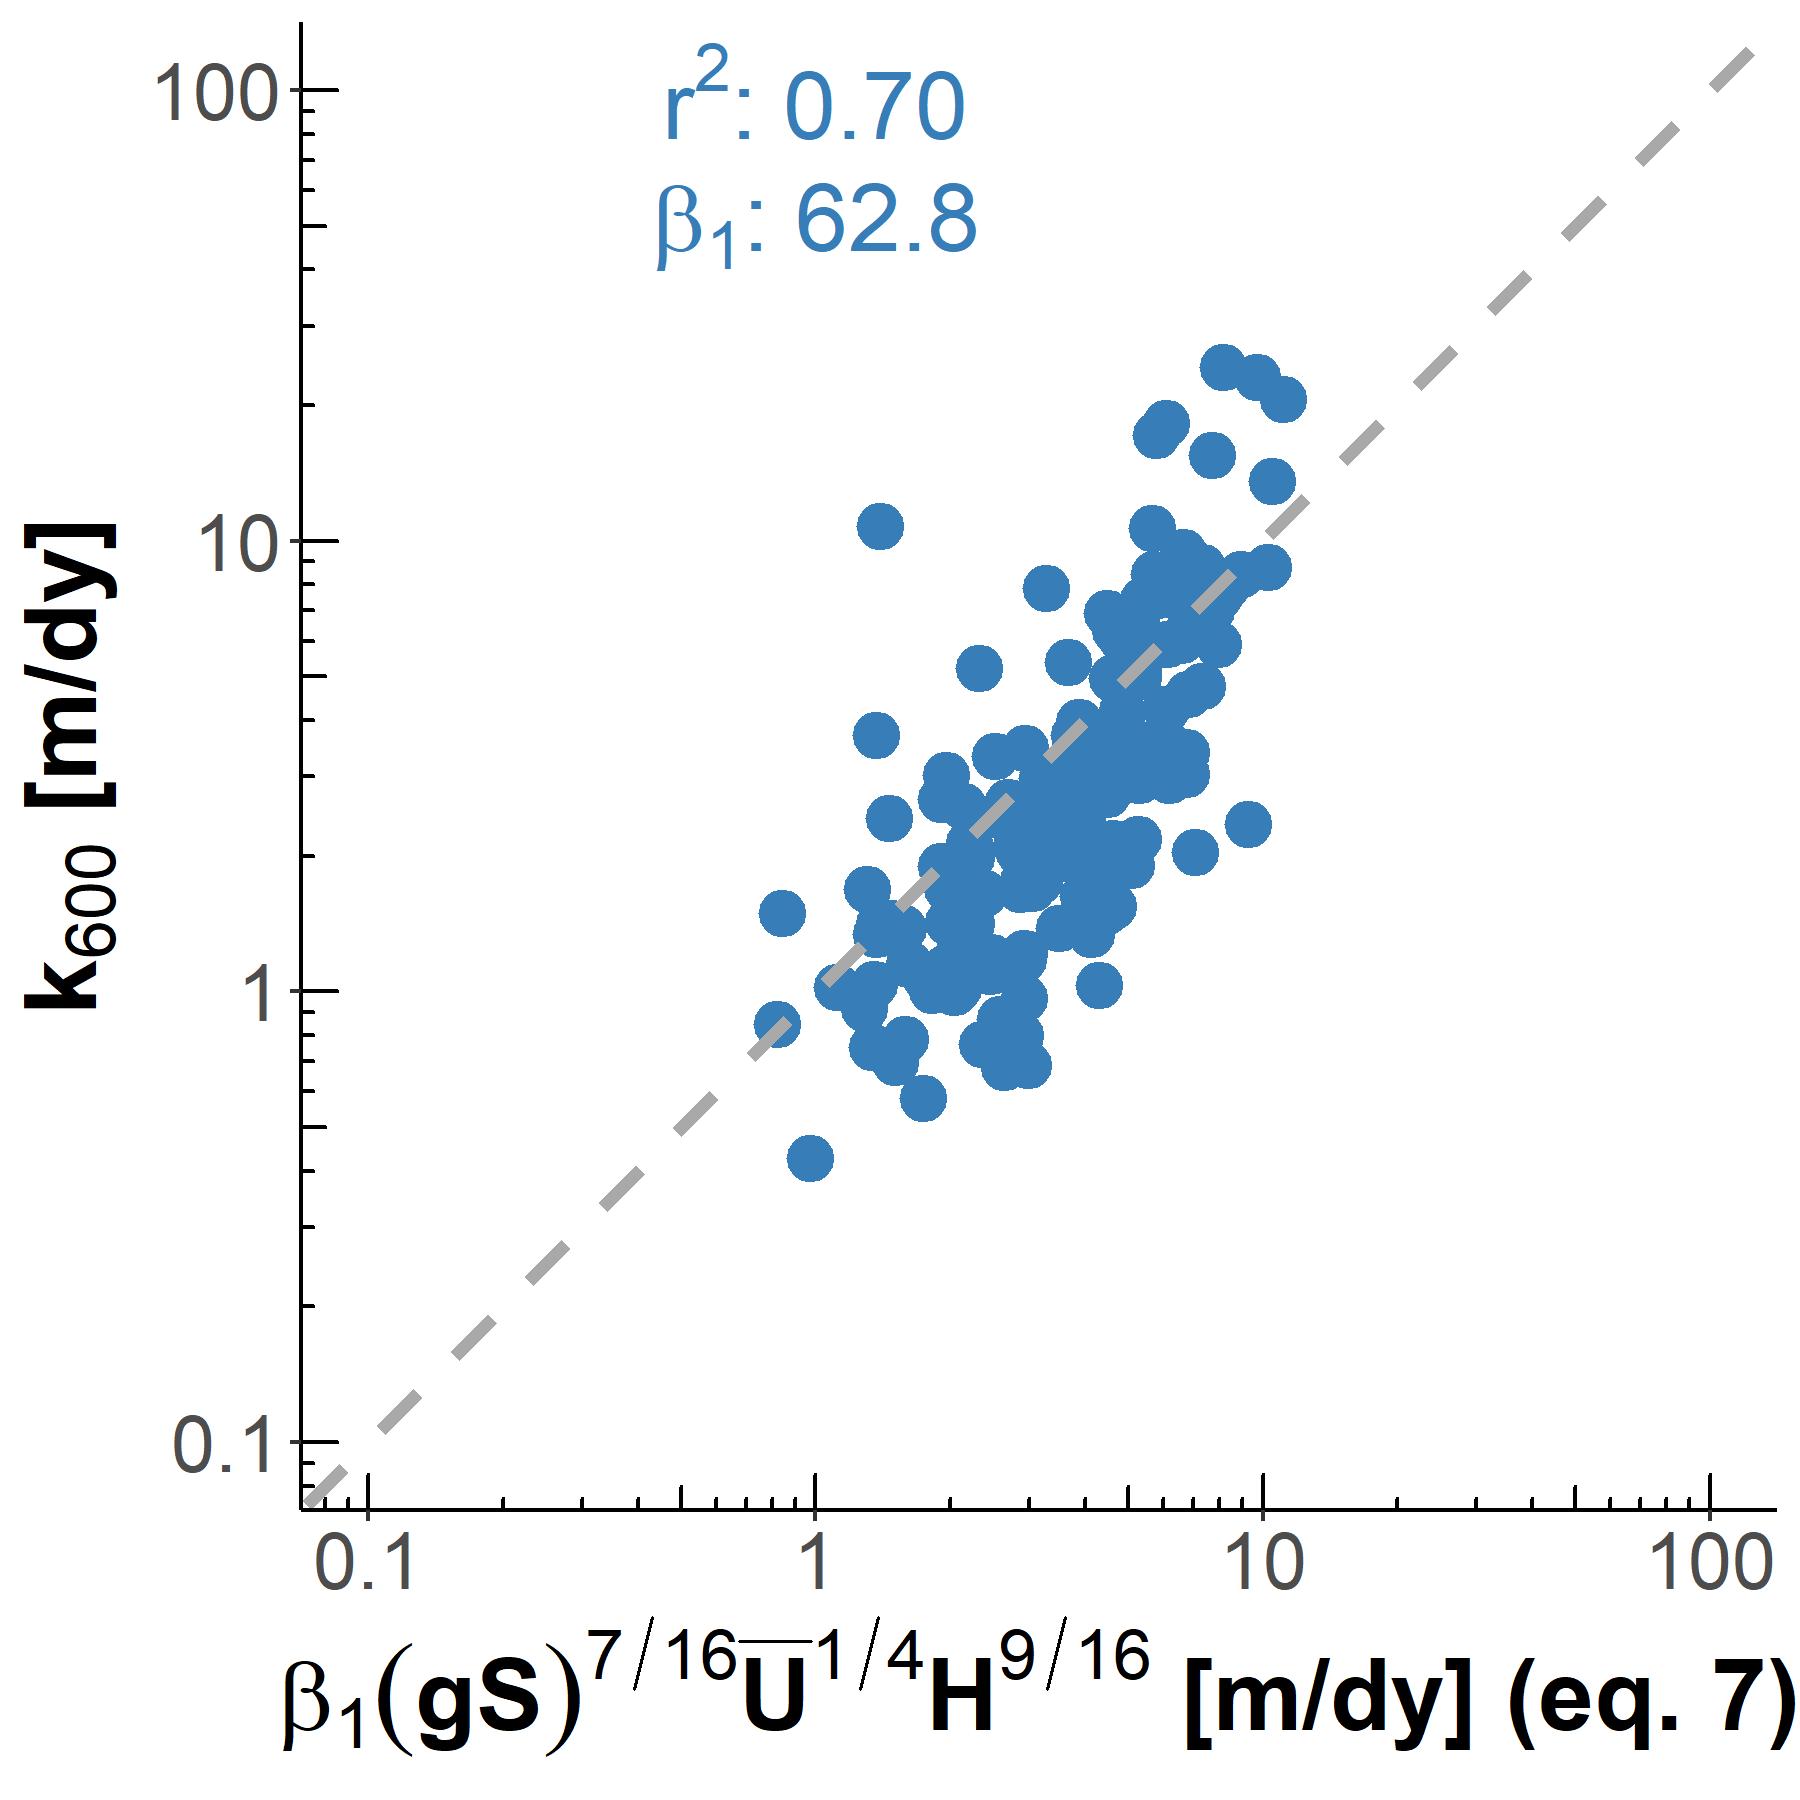 r²: 0.70
β₁: 62.8
100
10
1
0.1
k₆₀₀ [m/dy]
0.1 1 10 100
β₁(gS)^7/16 U̅^1/4 H^9/16 [m/dy] (eq. 7)